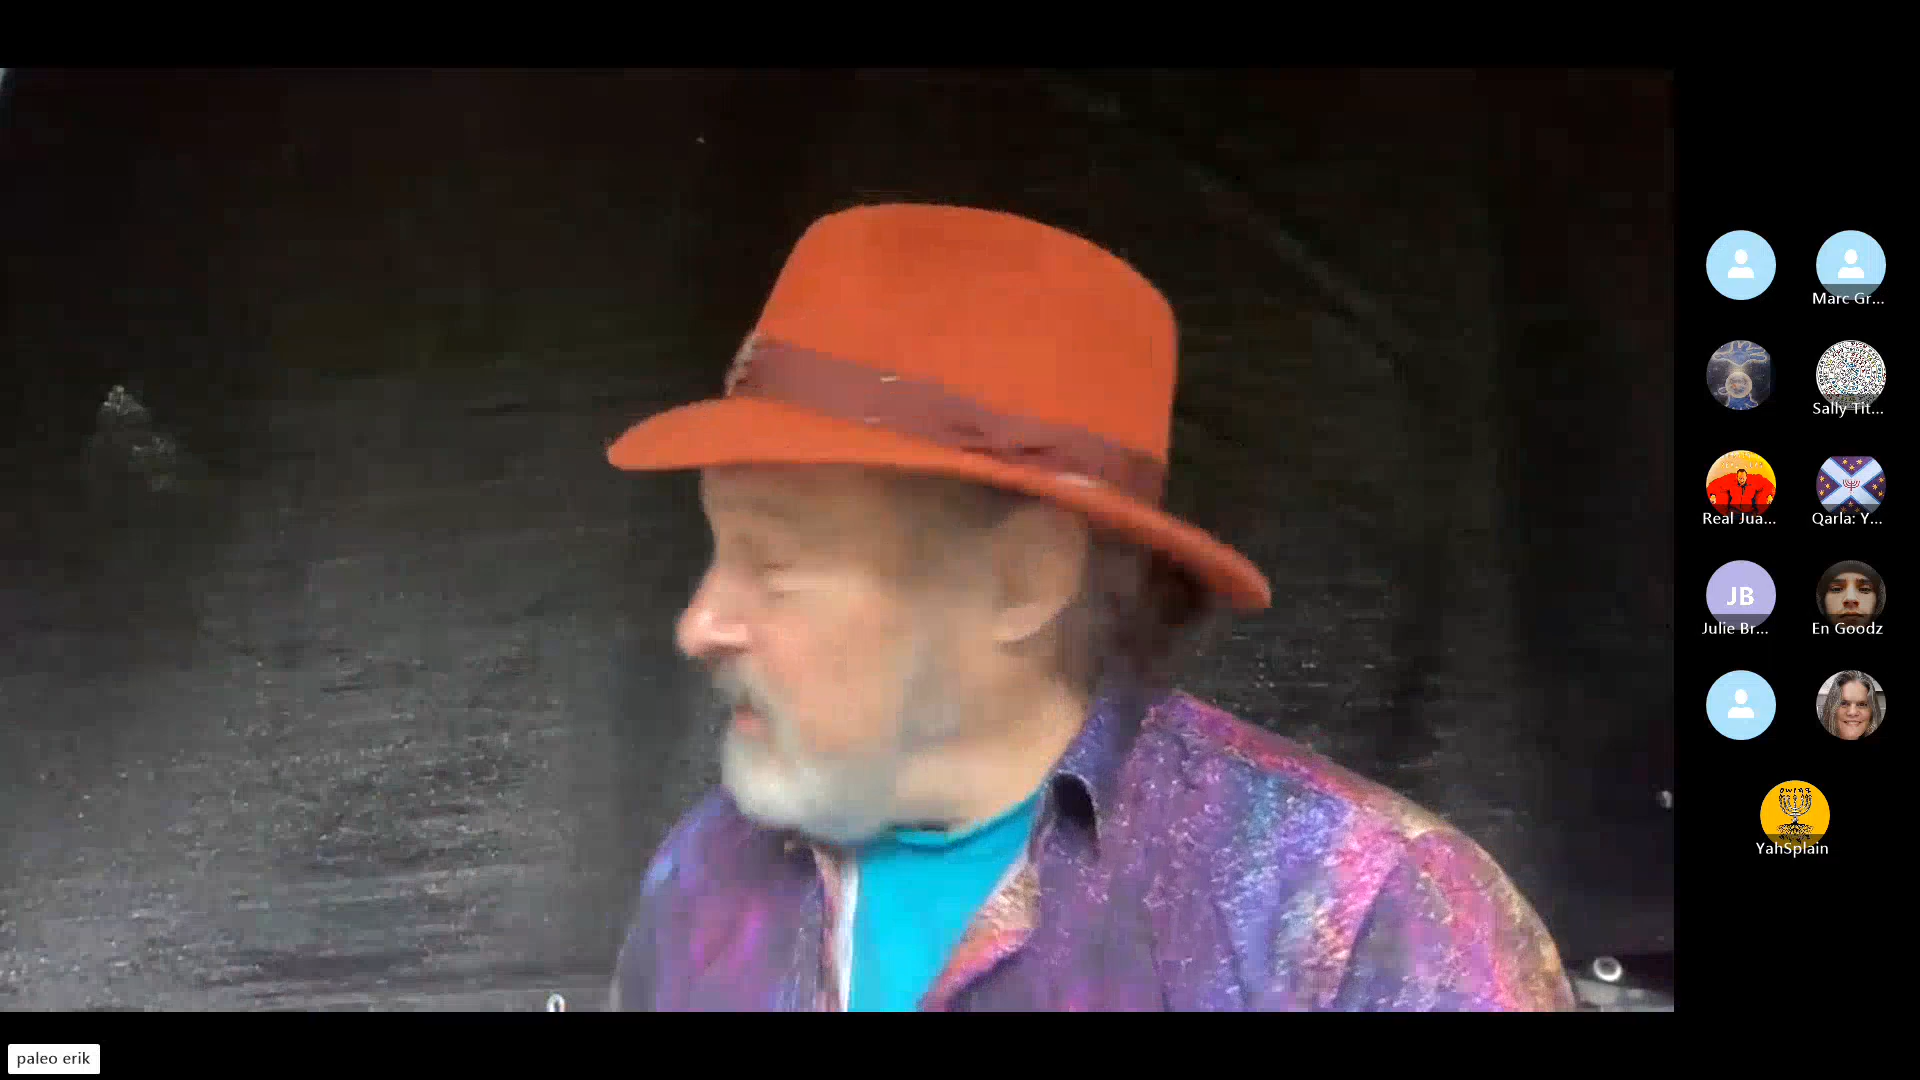 Marc Gr...
Sally Tit...
Real Jua...
Qarla: Y...
JB
Julie Br...
En Goodz
YahSplain
paleo erik